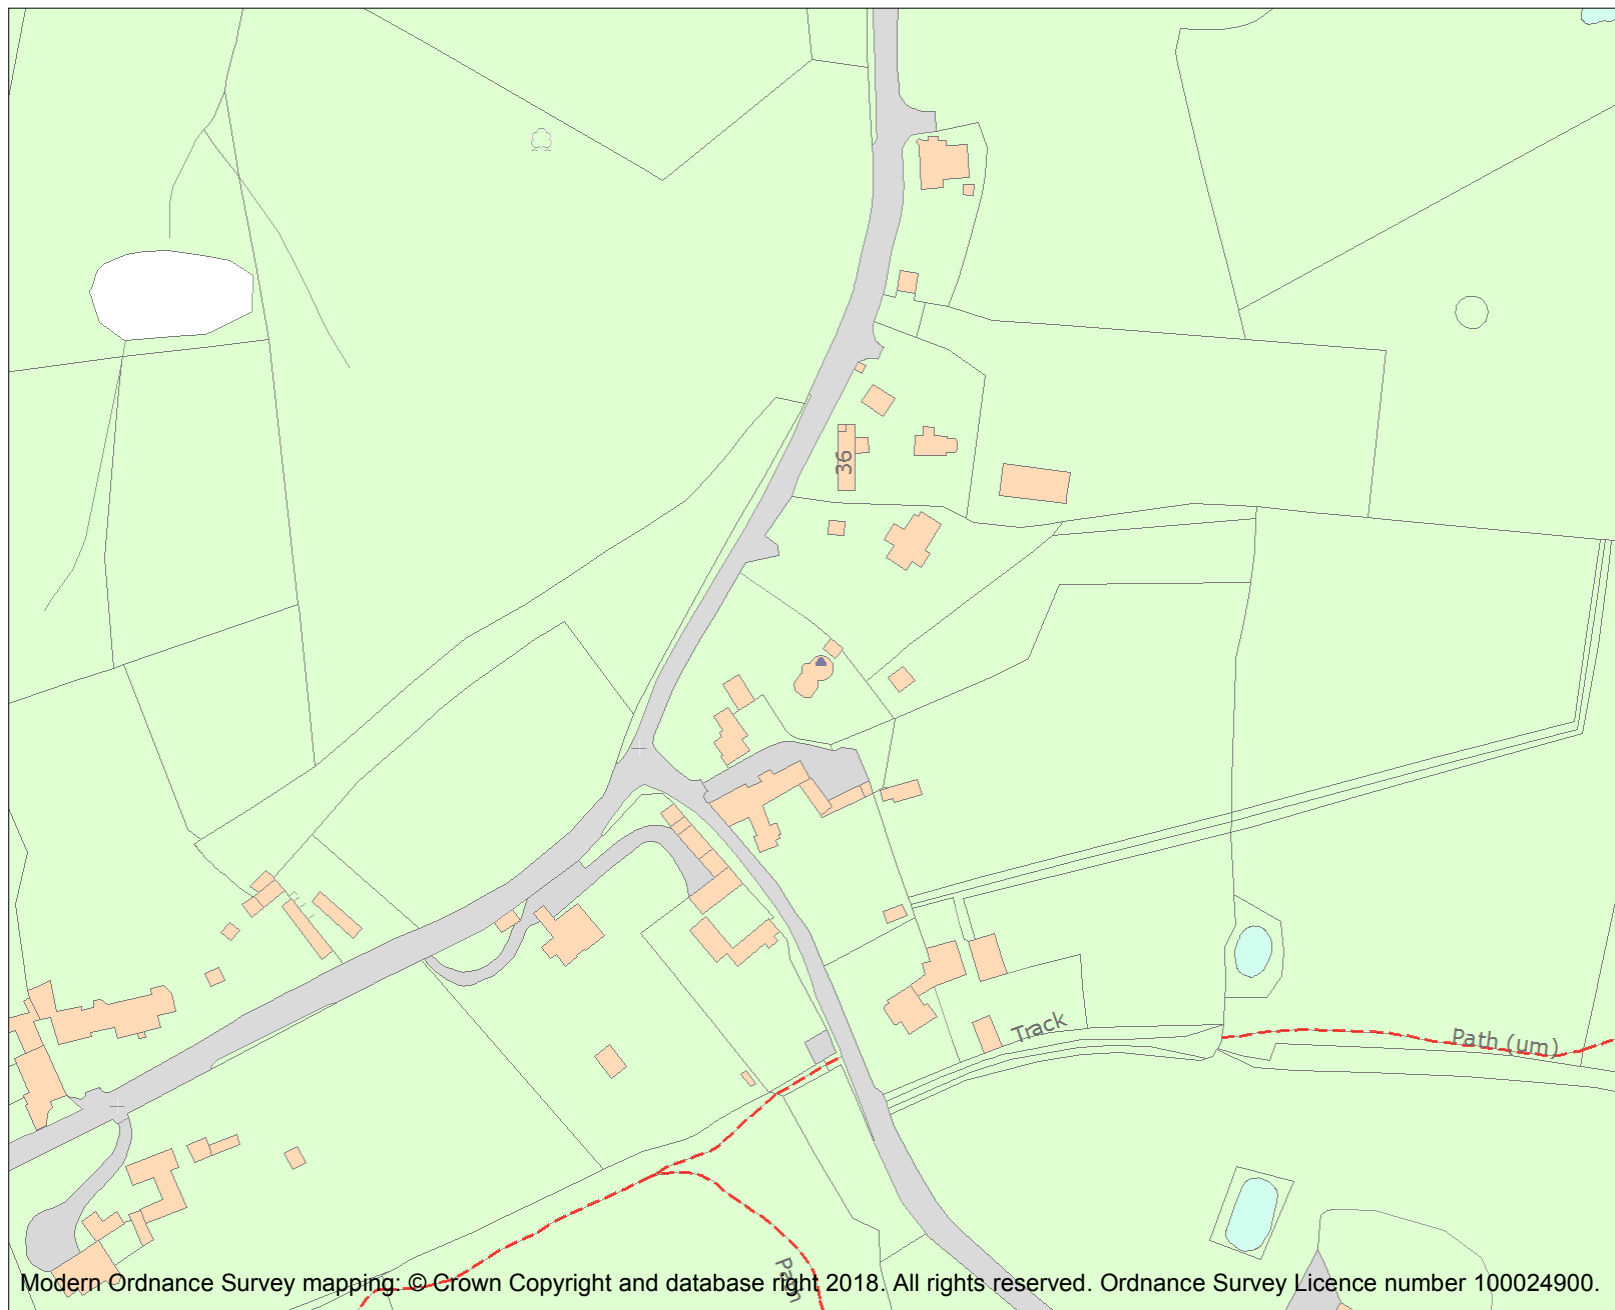 36
Track
Path (um)
Path
Modern Ordnance Survey mapping: © Crown Copyright and database right 2018. All rights reserved. Ordnance Survey Licence number 100024900.